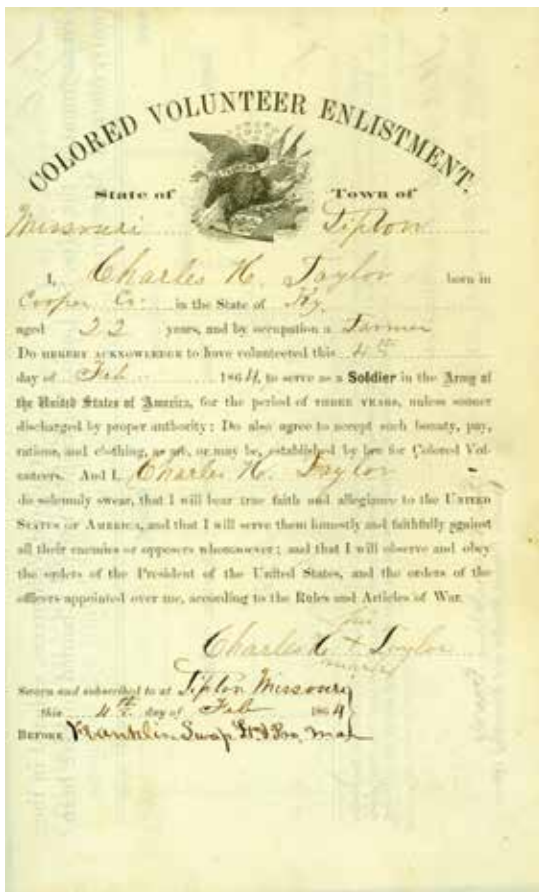 COLORED VOLUNTEER ENLISTMENT.
State of Town of
Missouri Tipton
I, Charles H. Taylor born in
Cooper Co: in the State of Ky.
aged 22 years, and by occupation a Farmer
Do HEREBY ACKNOWLEDGE to have volunteered this 4th
day of Feb 1864, to serve as a Soldier in the Army of
the United States of America, for the period of THREE YEARS, unless sooner
discharged by proper authority: Do also agree to accept such bounty, pay,
rations, and clothing, as are, or may be, established by law for Colored Vol-
unteers. And I, Charles H. Taylor
do solemnly swear, that I will bear true faith and allegiance to the UNITED
STATES OF AMERICA, and that I will serve them honestly and faithfully against
all their enemies or opposers whomsoever; and that I will observe and obey
the orders of the President of the United States, and the orders of the
officers appointed over me, according to the Rules and Articles of War.
his
Charles H + Taylor
mark
Sworn and subscribed to at Tipton Missoury
this 4th day of Feb 1864
BEFORE Franklin Swap Lt & Pro. Mar